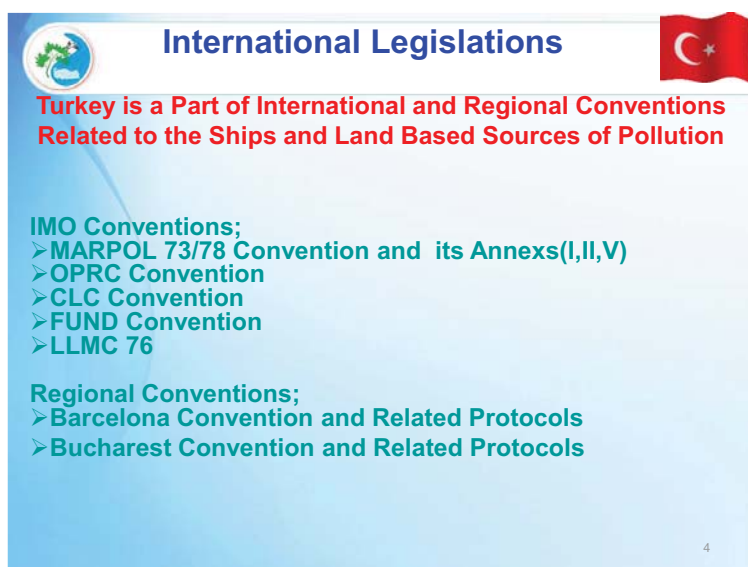 International Legislations
Turkey is a Part of International and Regional Conventions
Related to the Ships and Land Based Sources of Pollution
IMO Conventions;
➢MARPOL 73/78 Convention and its Annexs(I,II,V)
➢OPRC Convention
➢CLC Convention
➢FUND Convention
➢LLMC 76
Regional Conventions;
➢Barcelona Convention and Related Protocols
➢Bucharest Convention and Related Protocols
4